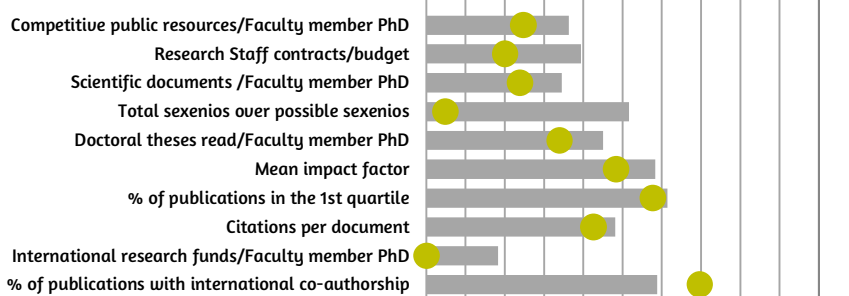 Competitive public resources/Faculty member PhD
Research Staff contracts/budget
Scientific documents /Faculty member PhD
Total sexenios over possible sexenios
Doctoral theses read/Faculty member PhD
Mean impact factor
% of publications in the 1st quartile
Citations per document
International research funds/Faculty member PhD
% of publications with international co-authorship